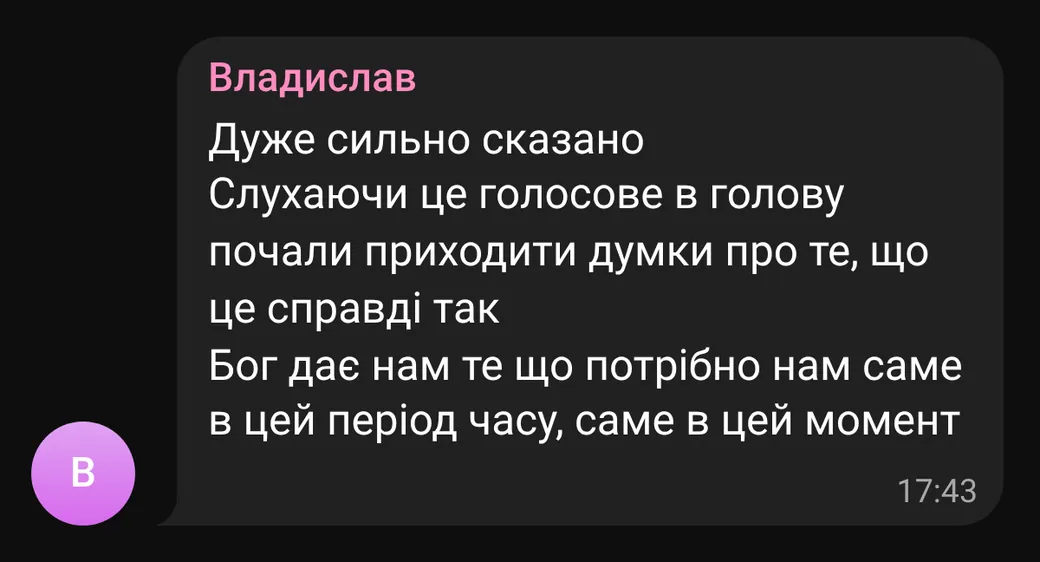 Владислав
Дуже сильно сказано
Слухаючи це голосове в голову
почали приходити думки про те, що
це справді так
Бог дає нам те що потрібно нам саме
в цей період часу, саме в цей момент
В
17:43